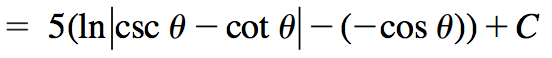 = 5(ln|csc θ − cot θ| − (−cos θ)) + C